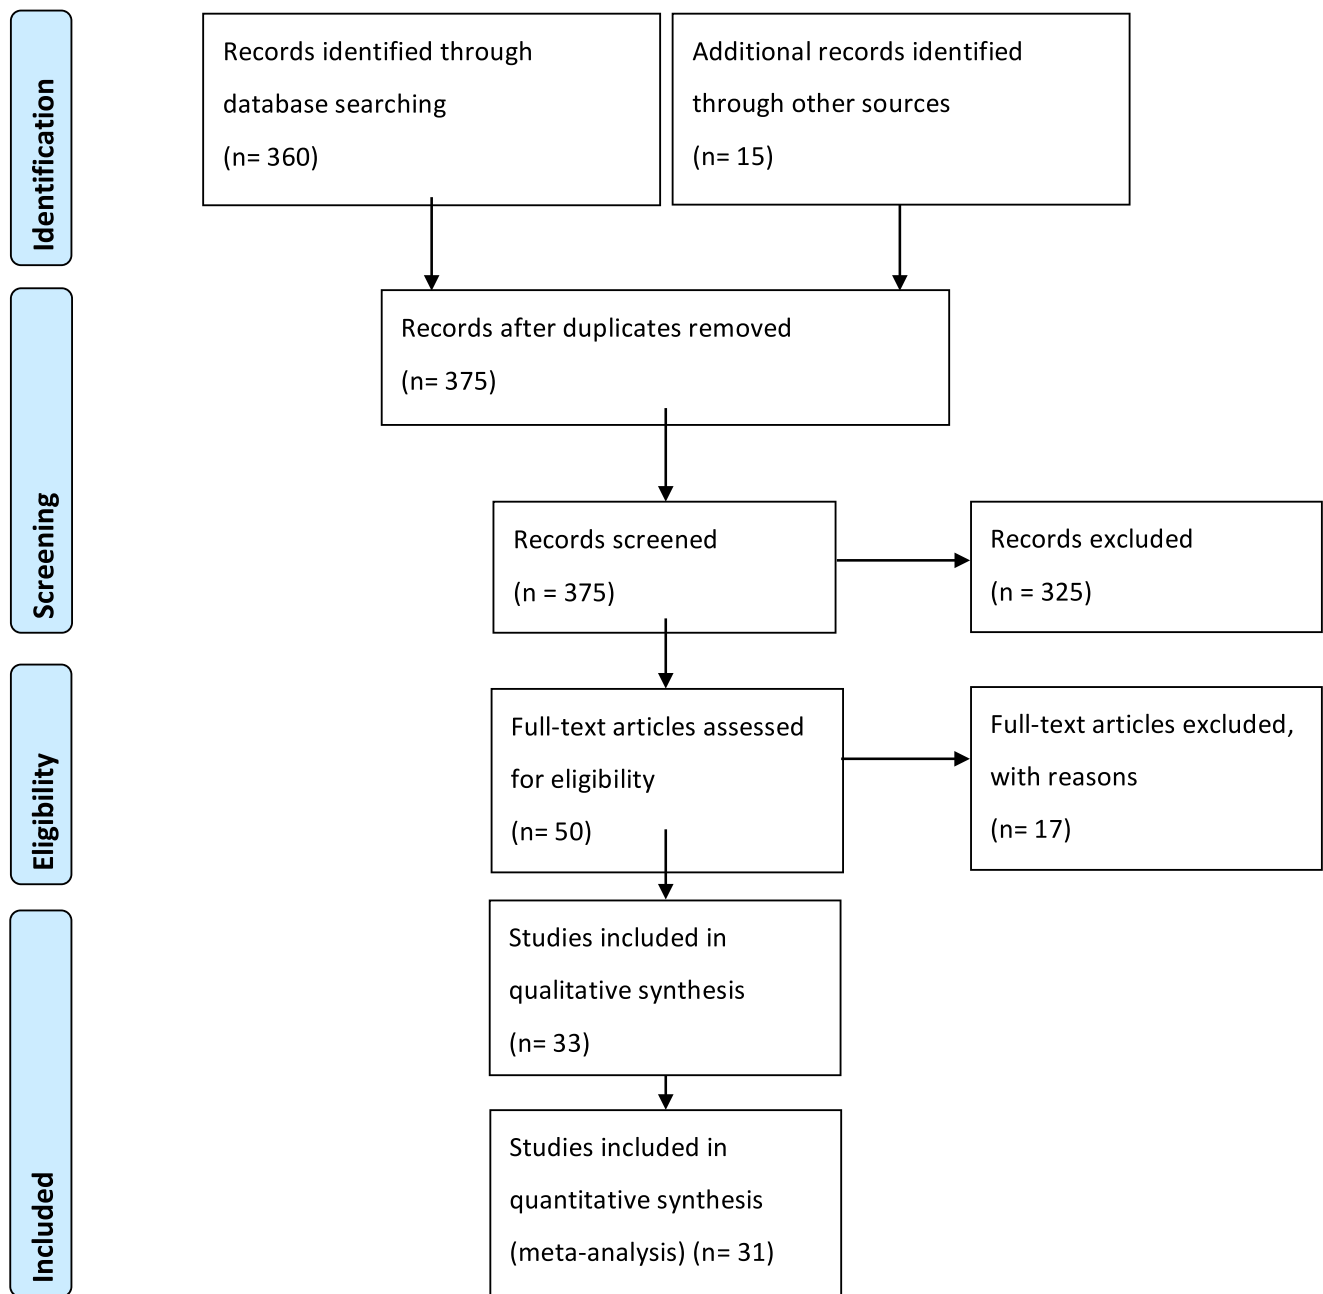 Identification
Records identified through
database searching
(n= 360)
Additional records identified
through other sources
(n= 15)
Screening
Records after duplicates removed
(n= 375)
Records screened
(n = 375)
Records excluded
(n = 325)
Eligibility
Full-text articles assessed
for eligibility
(n= 50)
Full-text articles excluded,
with reasons
(n= 17)
Included
Studies included in
qualitative synthesis
(n= 33)
Studies included in
quantitative synthesis
(meta-analysis) (n= 31)